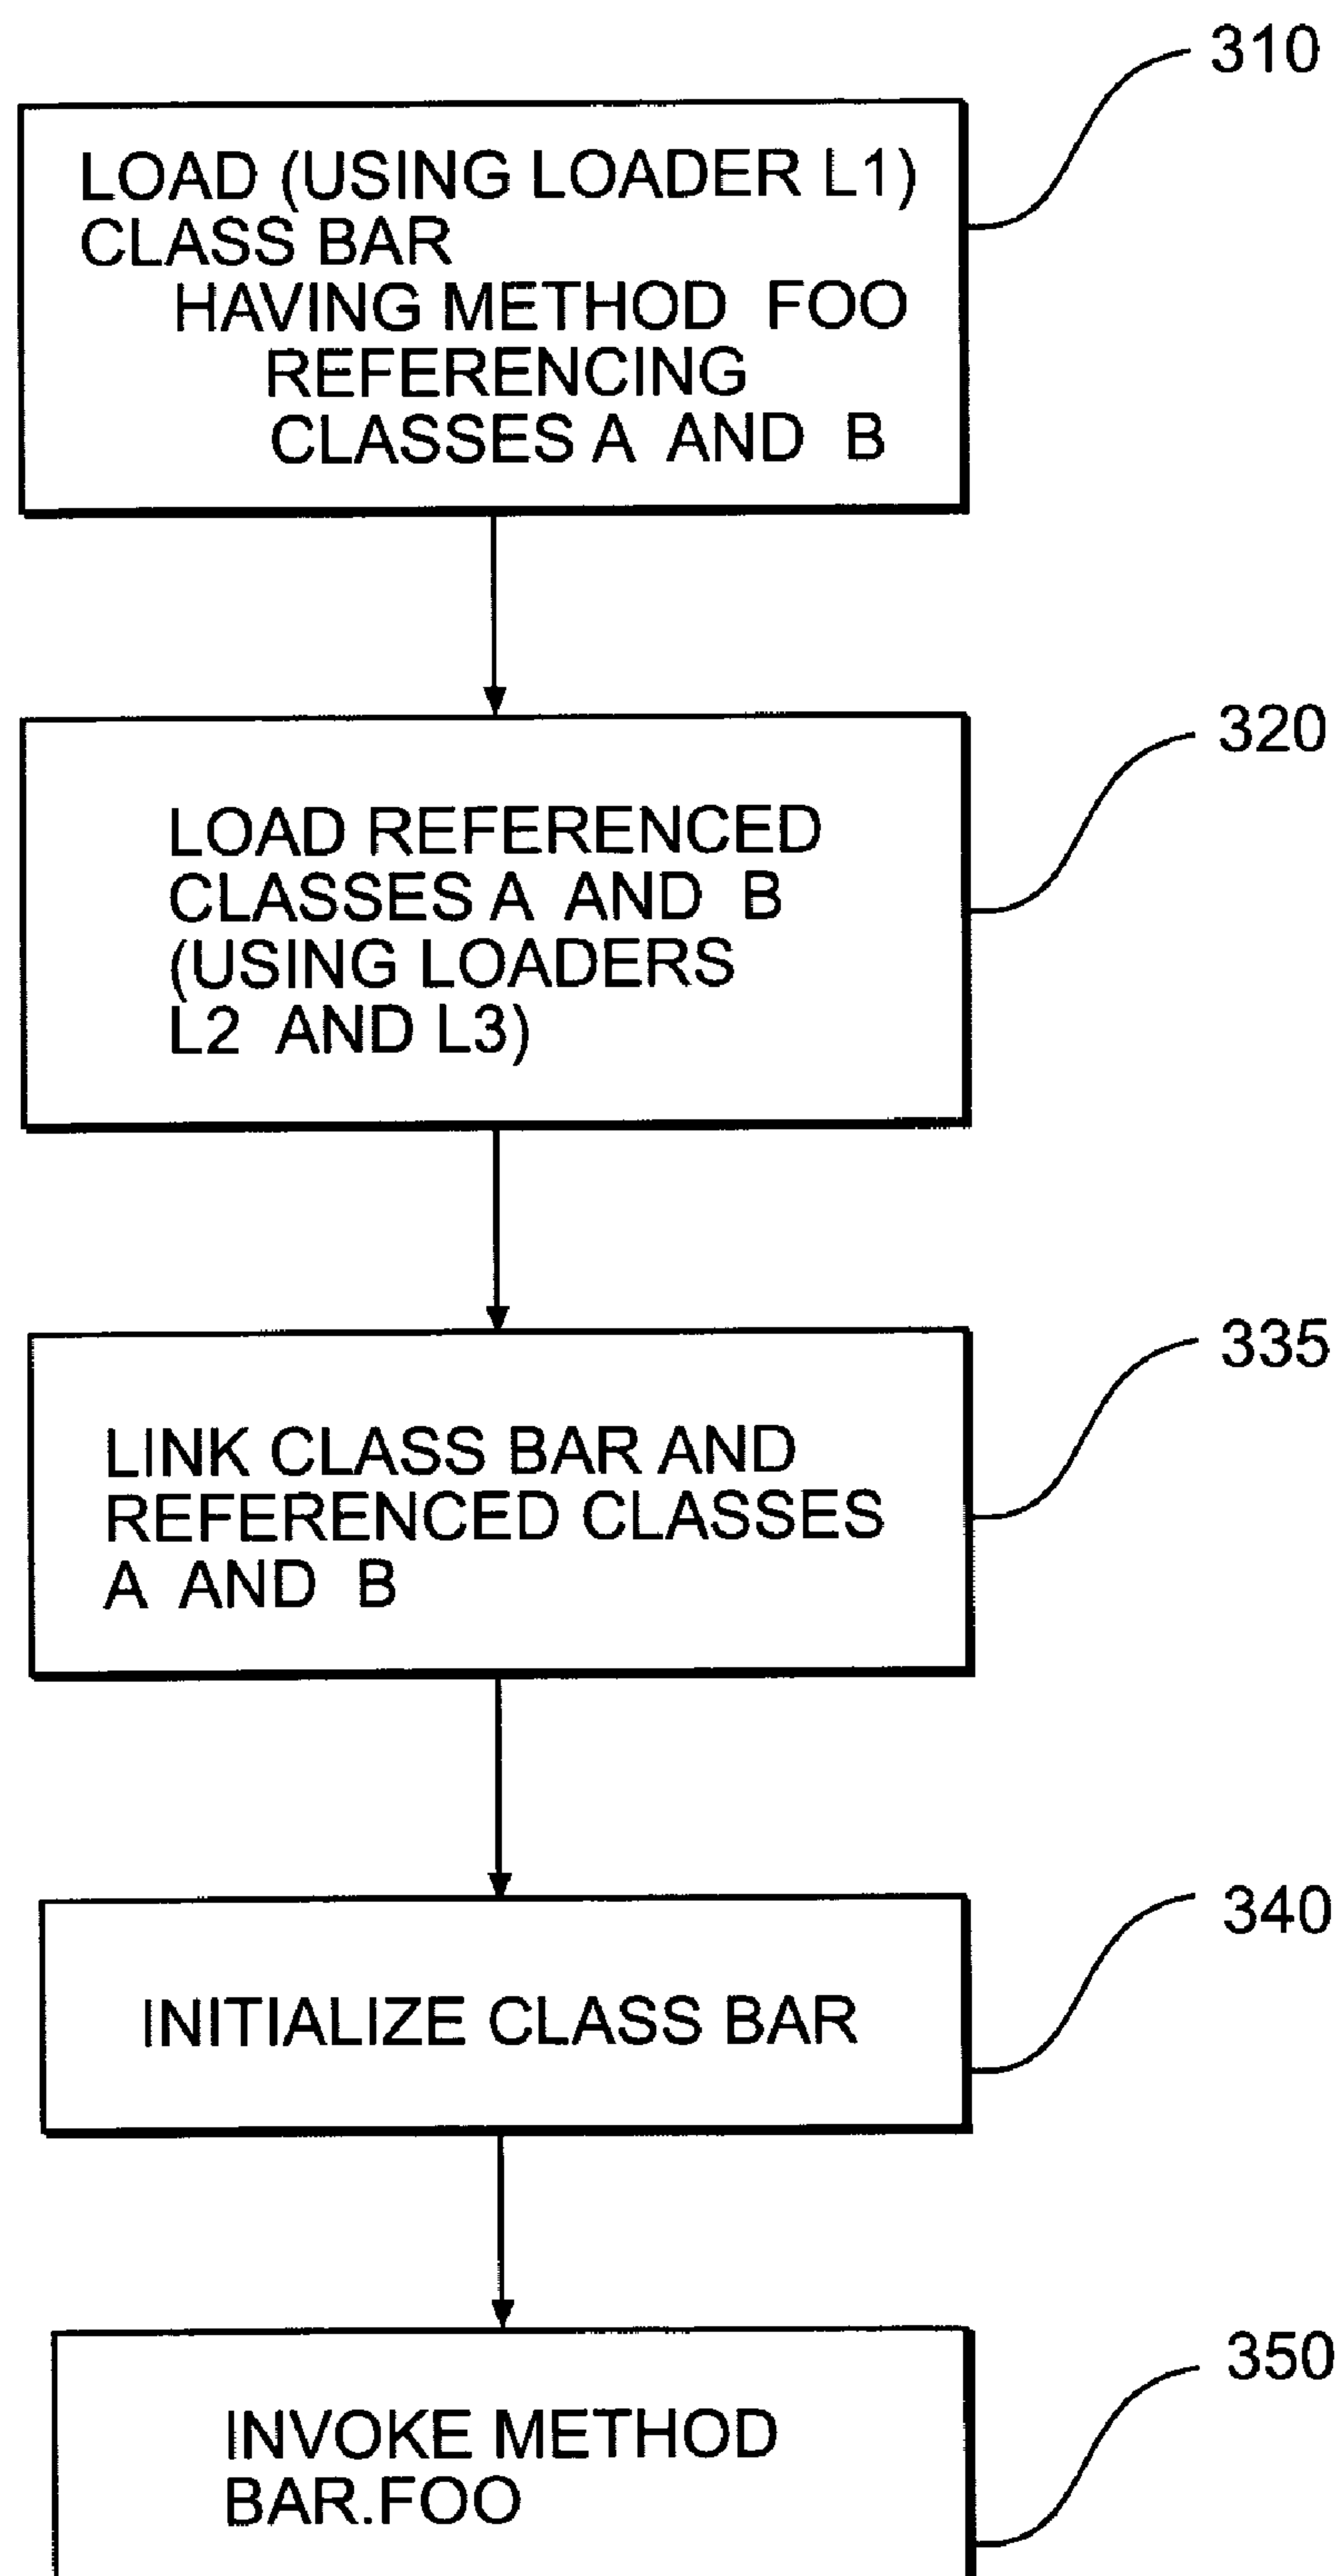 310
LOAD (USING LOADER L1)
CLASS BAR
HAVING METHOD FOO
REFERENCING
CLASSES A AND B
320
LOAD REFERENCED
CLASSES A AND B
(USING LOADERS
L2 AND L3)
335
LINK CLASS BAR AND
REFERENCED CLASSES
A AND B
340
INITIALIZE CLASS BAR
350
INVOKE METHOD
BAR.FOO